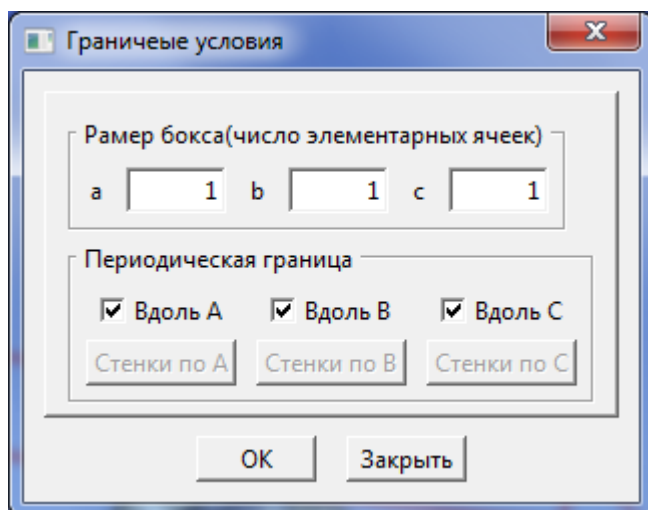 Граничеые условия
Рамер бокса(число элементарных ячеек)
a 1 b 1 c 1
Периодическая граница
Вдоль A Вдоль B Вдоль C
Стенки по A Стенки по B Стенки по C
OK Закрыть